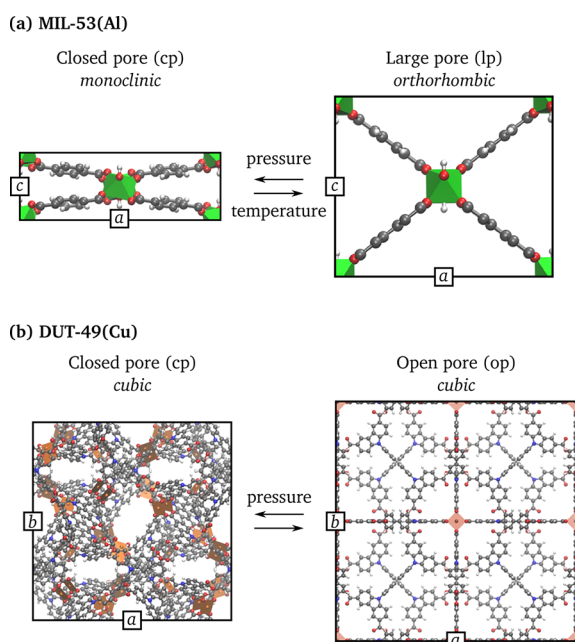 (a) MIL-53(Al)
Closed pore (cp)
monoclinic
Large pore (lp)
orthorhombic
pressure
temperature
c
a
c
a
(b) DUT-49(Cu)
Closed pore (cp)
cubic
Open pore (op)
cubic
pressure
b
a
b
a